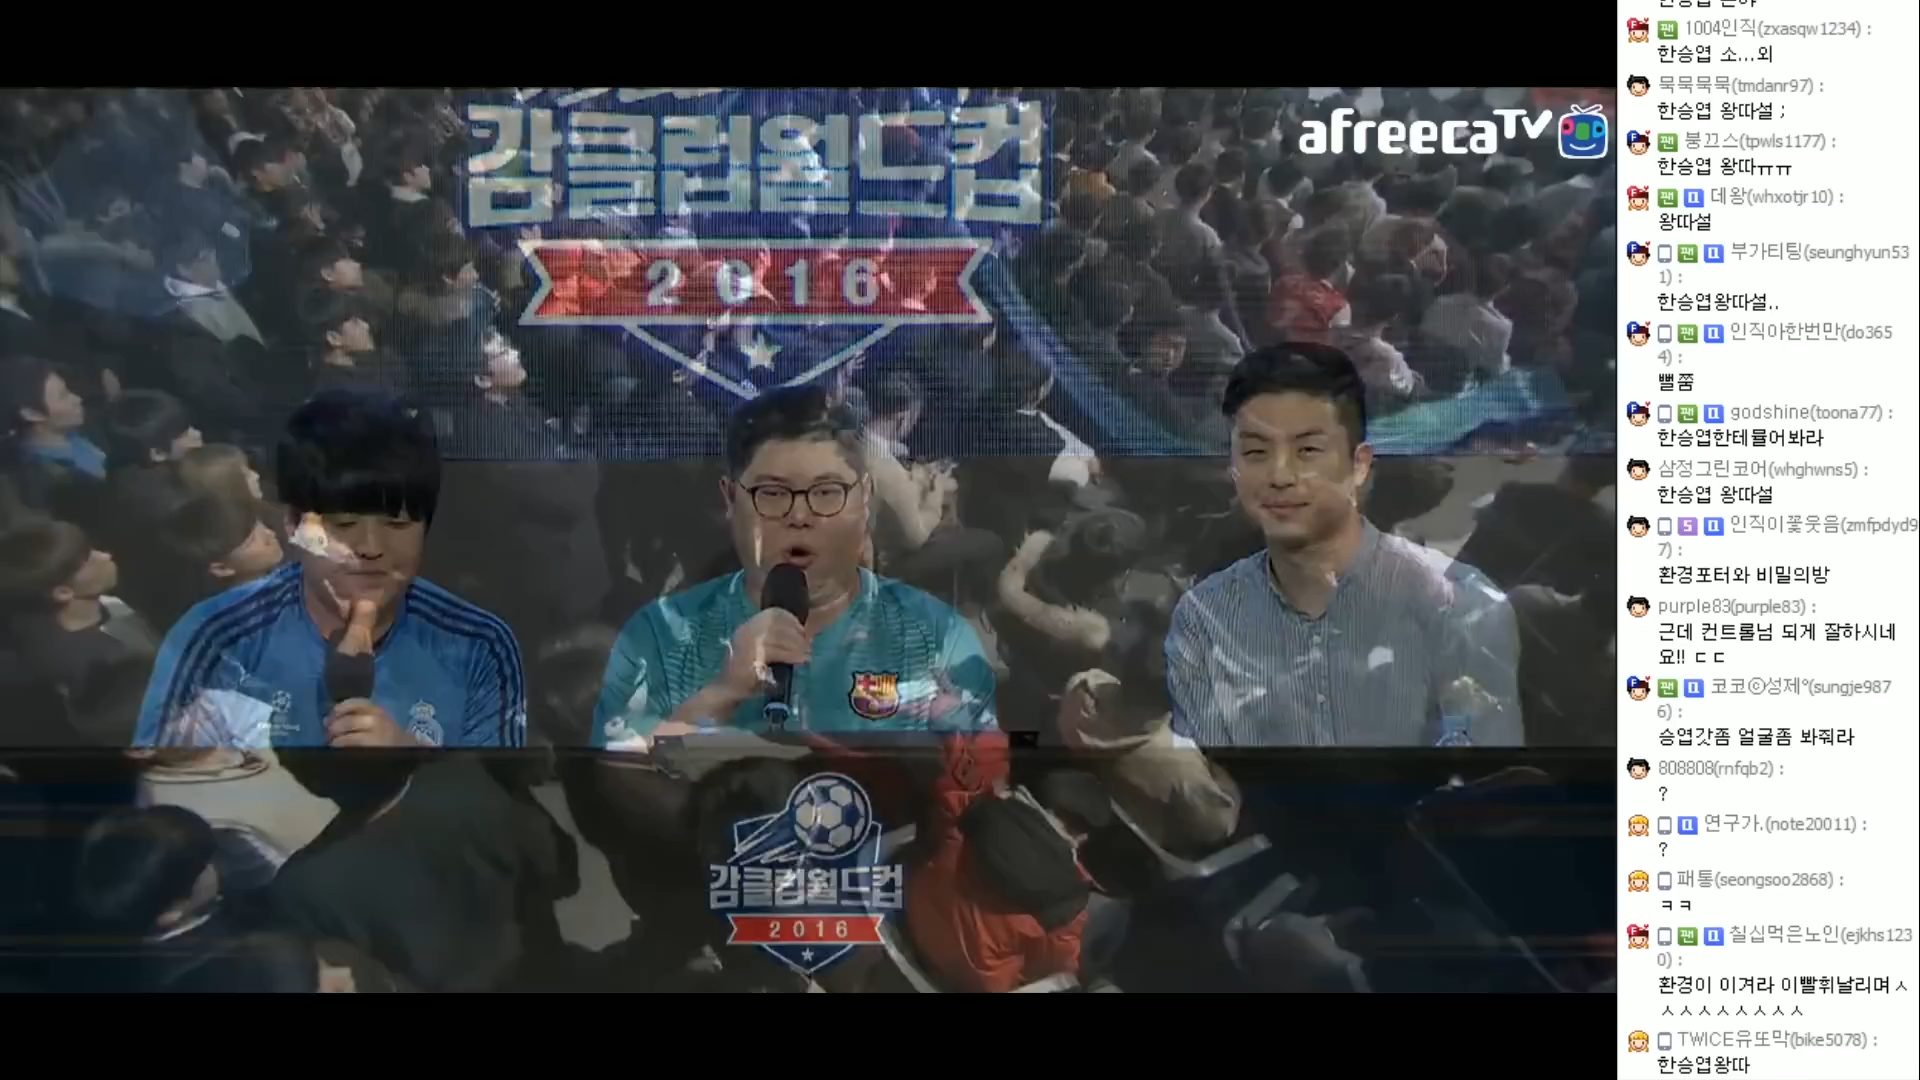 감클럽월드컵
2016
afreecaTV
감클럽월드컵
2016
1004인직(zxasqw1234) :
한승엽 소...외
묵묵묵묵(tmdanr97) :
한승엽 왕따설 ;
붕끄스(tpwls1177) :
한승엽 왕따ㅠㅠ
데왕(whxotjr10) :
왕따설
부가티팅(seunghyun53
1) :
한승엽왕따설..
인직아한번만(do365
4) :
뻘쭘
godshine(toona77) :
한승엽한테뮬어봐라
삼정그린코어(whghwns5) :
한승엽 왕따설
인직이꽃웃음(zmfpdyd9
7) :
환경포터와 비밀의방
purple83(purple83) :
근데 컨트롤님 되게 잘하시네
요!! ㄷㄷ
코코ⓒ성제°(sungje987
6) :
승엽갓좀 얼굴좀 봐줘라
808808(rnfqb2) :
?
연구가.(note20011) :
?
패통(seongsoo2868) :
ㅋㅋ
칠십먹은노인(ejkhs123
0) :
환경이 이겨라 이빨휘날리며ㅅ
ㅅㅅㅅㅅㅅㅅㅅㅅ
TWICE유또막(bike5078) :
한승엽왕따